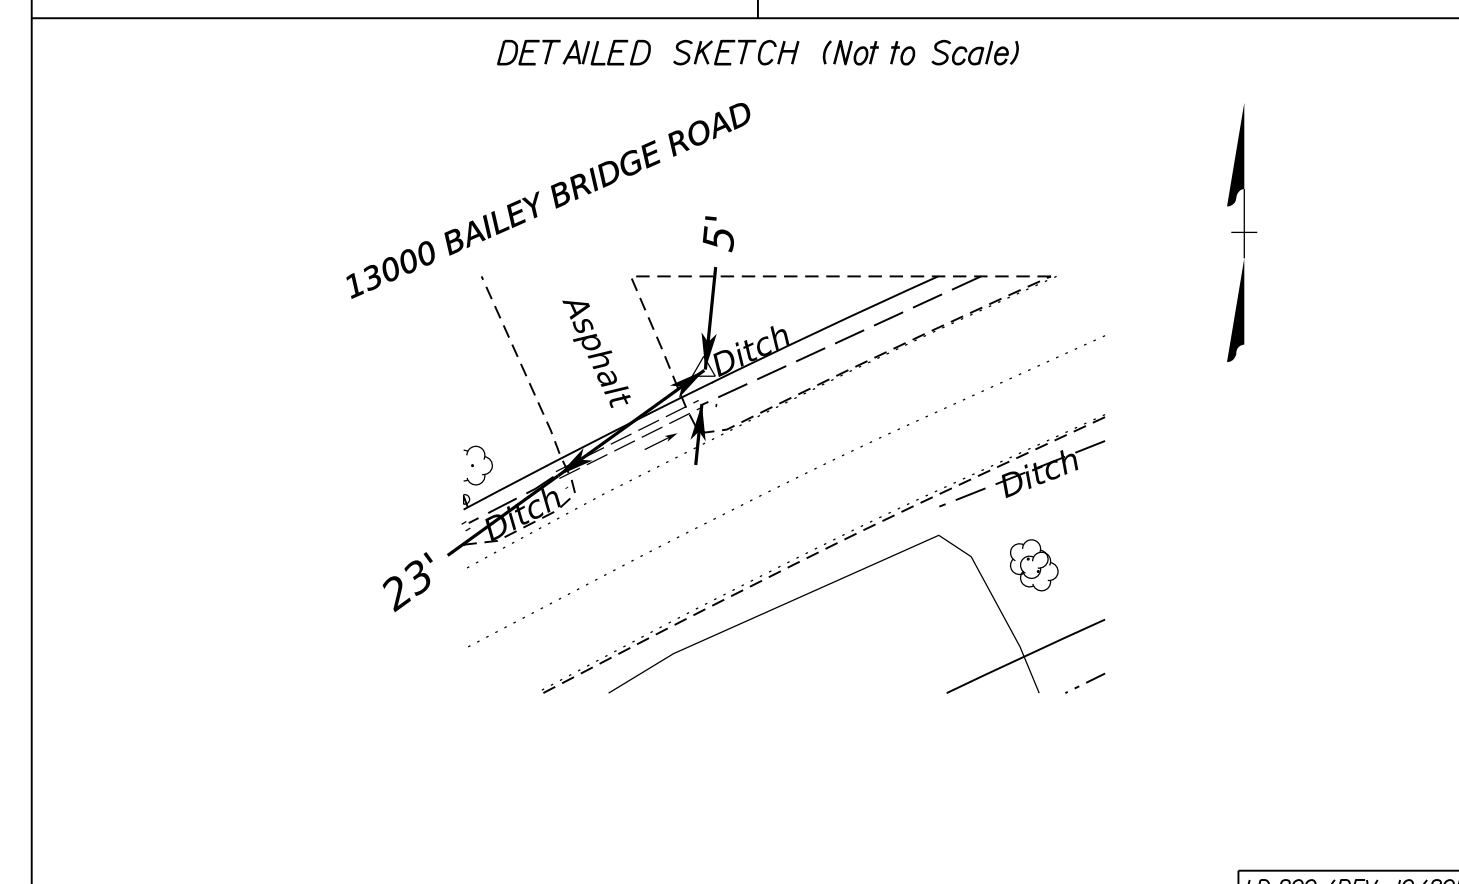 DETAILED SKETCH (Not to Scale)
13000 BAILEY BRIDGE ROAD
5'
Asphalt
Ditch
Ditch
Ditch
23'